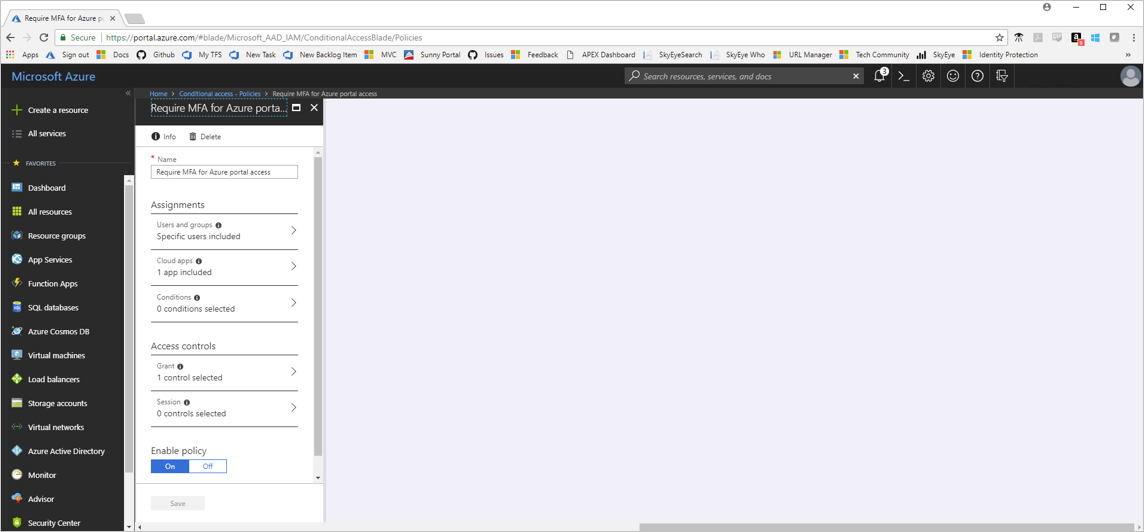 Require MFA for Azure po
Secure https://portal.azure.com/#blade/Microsoft_AAD_IAM/ConditionalAccessBlade/Policies
Apps Sign out Docs Github My TFS New Task New Backlog Item MVC Sunny Portal Issues Feedback APEX Dashboard SkyEyeSearch SkyEye Who URL Manager Tech Community SkyEye Identity Protection »
Microsoft Azure
Search resources, services, and docs
3
Home > Conditional access - Policies > Require MFA for Azure portal access
Require MFA for Azure porta...
Create a resource
All services
FAVORITES
Dashboard
All resources
Resource groups
App Services
Function Apps
SQL databases
Azure Cosmos DB
Virtual machines
Load balancers
Storage accounts
Virtual networks
Azure Active Directory
Monitor
Advisor
Security Center
Info Delete
* Name
Require MFA for Azure portal access
Assignments
Users and groups
Specific users included
Cloud apps
1 app included
Conditions
0 conditions selected
Access controls
Grant
1 control selected
Session
0 controls selected
Enable policy
On Off
Save